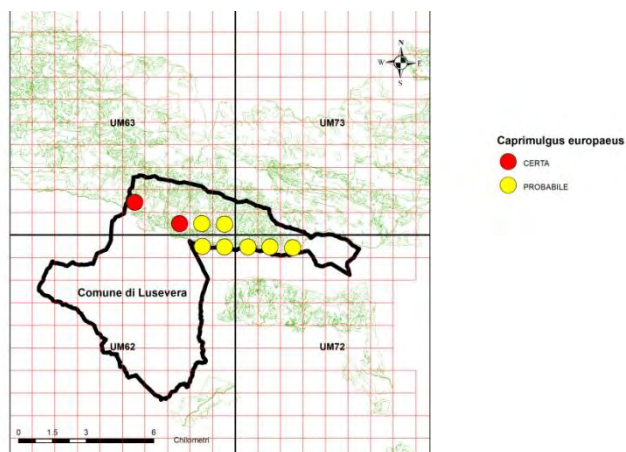 N
W E
S
UM63
UM73
Caprimulgus europaeus
CERTA
PROBABILE
Comune di Lusevera
UM62
UM72
0 1.5 3 6
Chilometri